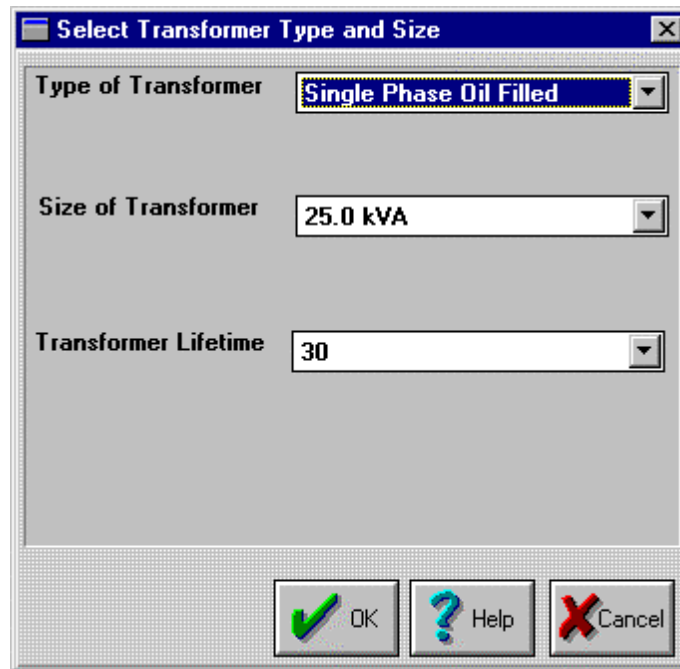 Select Transformer Type and Size
Type of Transformer
Single Phase Oil Filled
Size of Transformer
25.0 kVA
Transformer Lifetime
30
OK
Help
Cancel